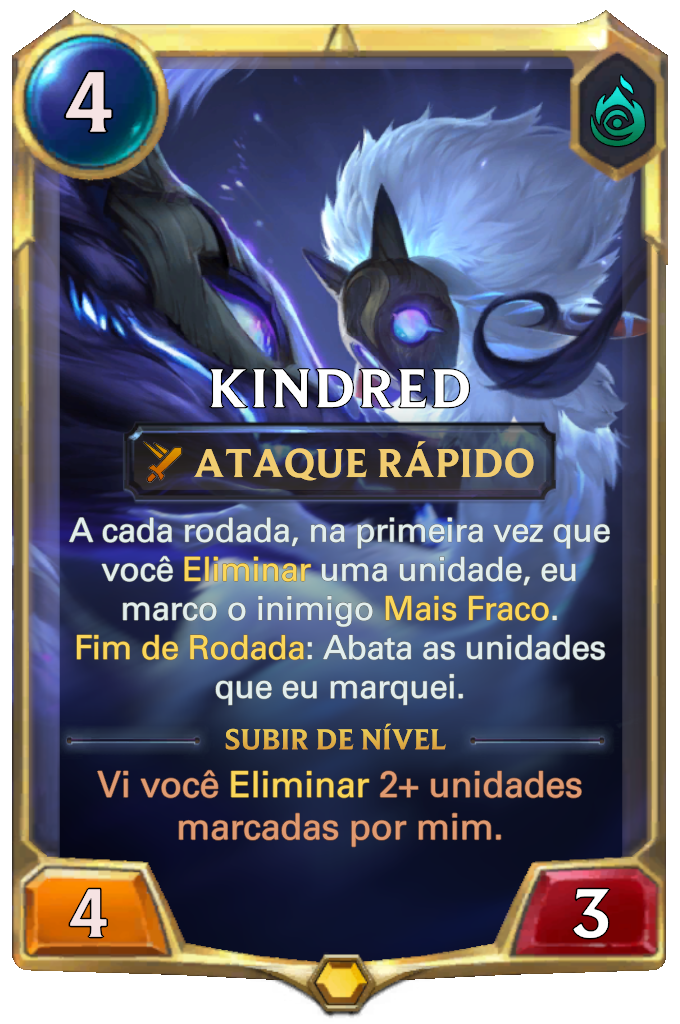 4
KINDRED
ATAQUE RÁPIDO
A cada rodada, na primeira vez que
você Eliminar uma unidade, eu
marco o inimigo Mais Fraco.
Fim de Rodada: Abata as unidades
que eu marquei.
SUBIR DE NÍVEL
Vi você Eliminar 2+ unidades
marcadas por mim.
4
3